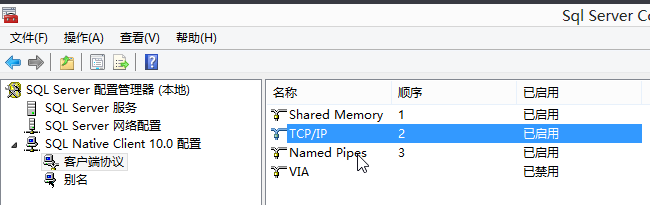 Sql Server Co
文件(F) 操作(A) 查看(V) 帮助(H)
SQL Server 配置管理器 (本地)
SQL Server 服务
SQL Server 网络配置
SQL Native Client 10.0 配置
客户端协议
别名
名称 顺序 已启用
Shared Memory 1 已启用
TCP/IP 2 已启用
Named Pipes 3 已启用
VIA 已禁用